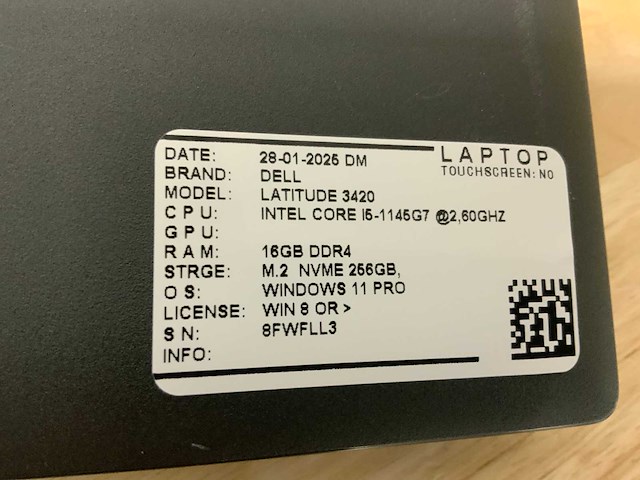 LAPTOP
TOUCHSCREEN: NO
DATE: 28-01-2025 DM
BRAND: DELL
MODEL: LATITUDE 3420
CPU: INTEL CORE I5-1145G7 @2,60GHZ
GPU:
RAM: 16GB DDR4
STRGE: M.2 NVME 256GB,
OS: WINDOWS 11 PRO
LICENSE: WIN 8 OR >
SN: 8FWFLL3
INFO: